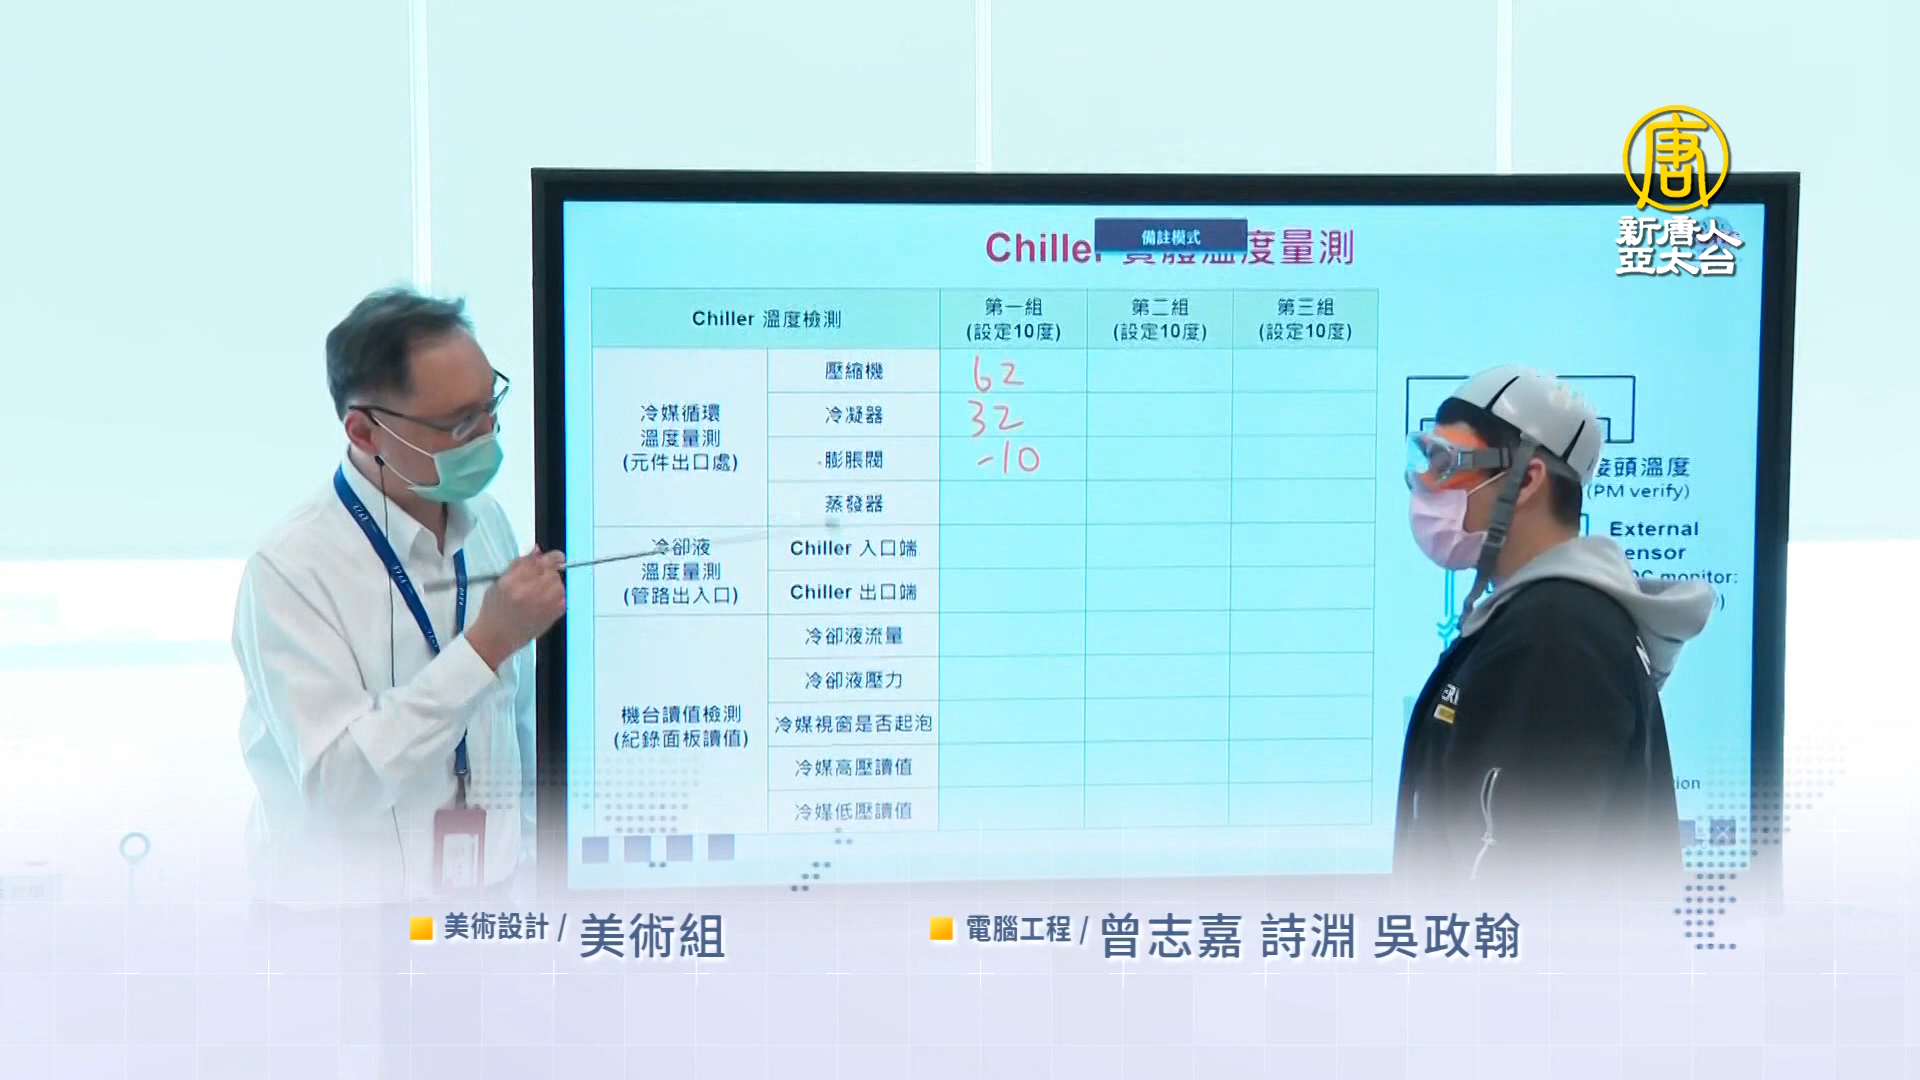 唐
新唐人
亞太台
備註模式
Chiller 實體溫度量測
Chiller 溫度檢測
第一組
(設定10度)
第二組
(設定10度)
第三組
(設定10度)
冷媒循環
溫度量測
(元件出口處)
壓縮機
62
冷凝器
32
膨脹閥
-10
蒸發器
冷卻液
溫度量測
(管路出入口)
Chiller 入口端
Chiller 出口端
機台讀值檢測
(紀錄面板讀值)
冷卻液流量
冷卻液壓力
冷媒視窗是否起泡
冷媒高壓讀值
冷媒低壓讀值
接頭溫度
(PM verify)
External
monitor:
美術設計/ 美術組
電腦工程/ 曾志嘉 詩淵 吳政翰